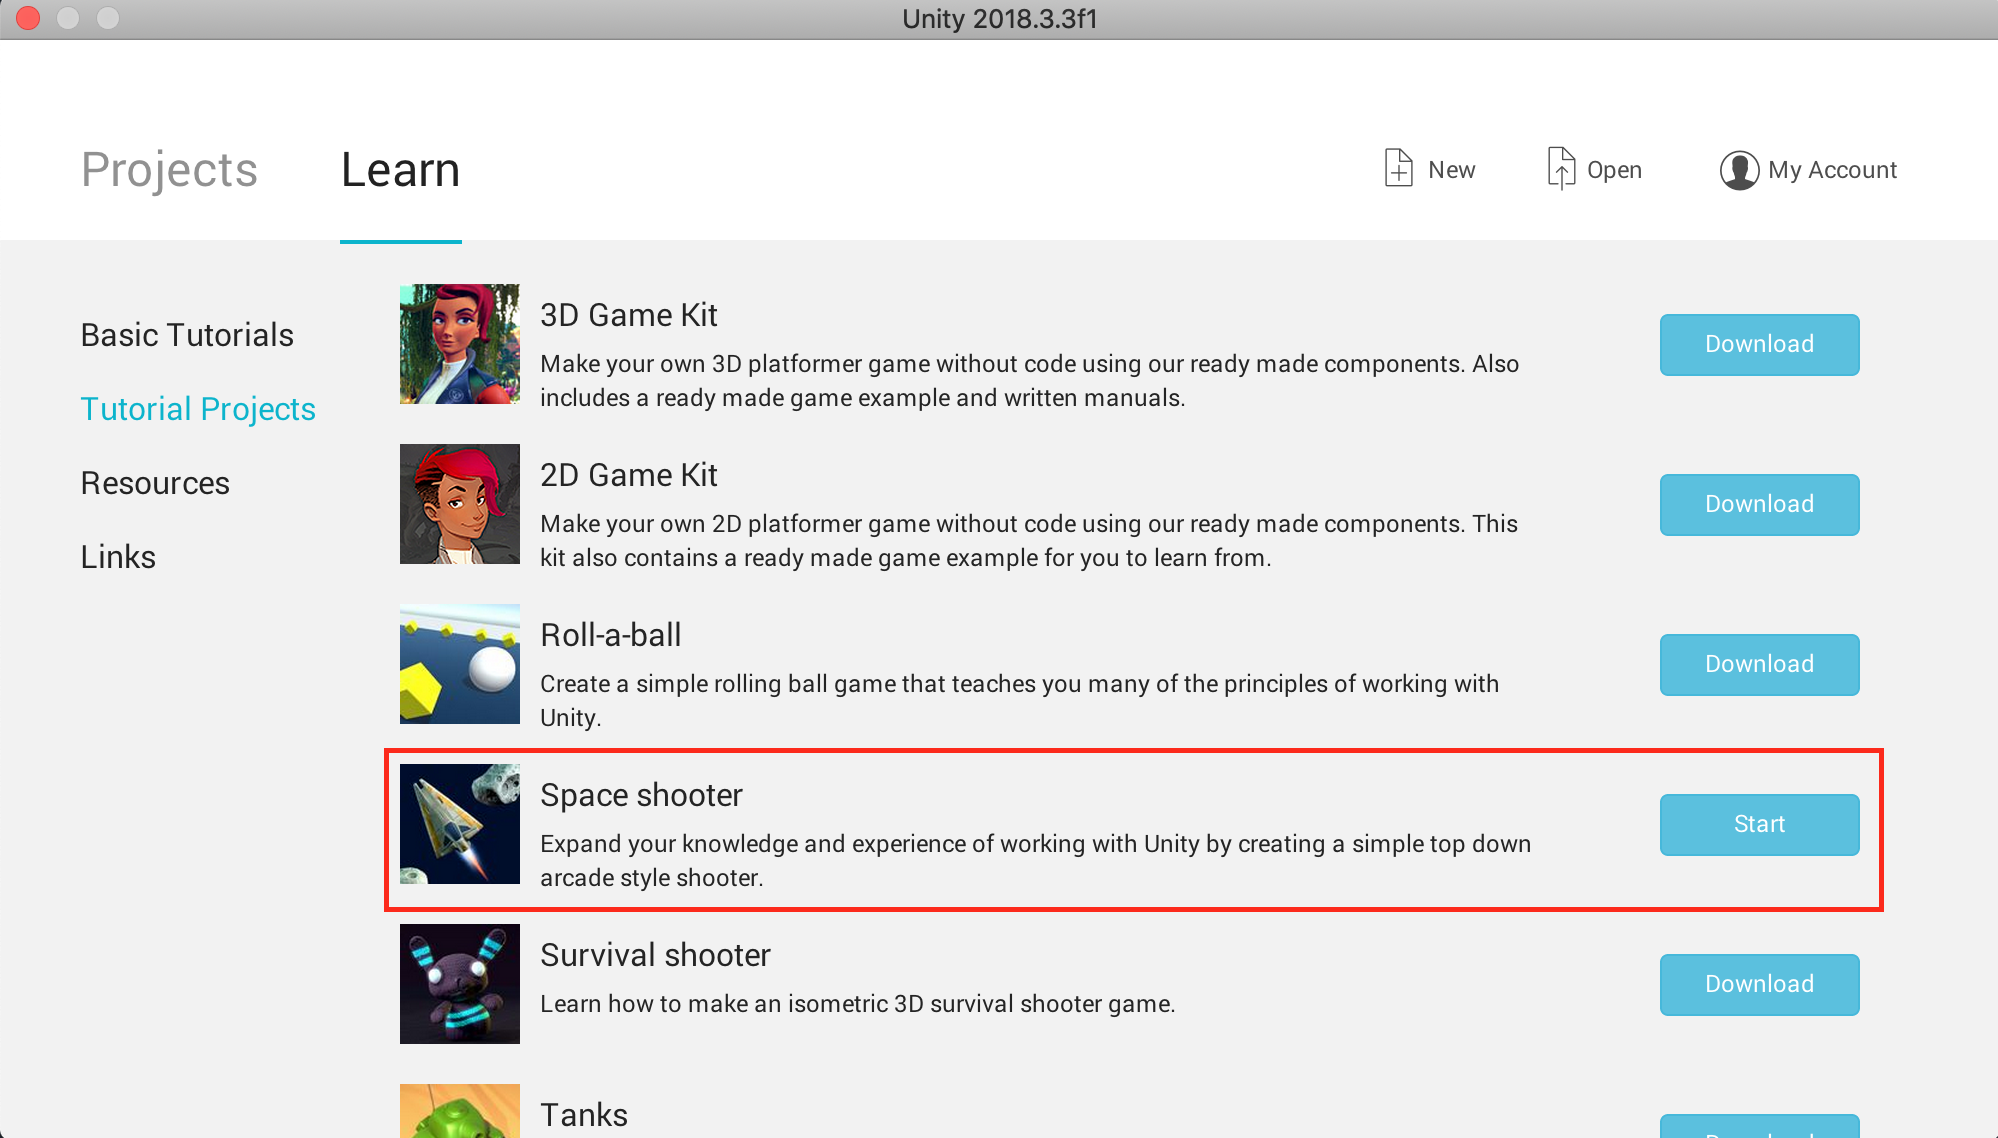 Unity 2018.3.3f1
Projects
Learn
New
Open
My Account
Basic Tutorials
Tutorial Projects
Resources
Links
3D Game Kit
Make your own 3D platformer game without code using our ready made components. Also
includes a ready made game example and written manuals.
Download
2D Game Kit
Make your own 2D platformer game without code using our ready made components. This
kit also contains a ready made game example for you to learn from.
Download
Roll-a-ball
Create a simple rolling ball game that teaches you many of the principles of working with
Unity.
Download
Space shooter
Expand your knowledge and experience of working with Unity by creating a simple top down
arcade style shooter.
Start
Survival shooter
Learn how to make an isometric 3D survival shooter game.
Download
Tanks